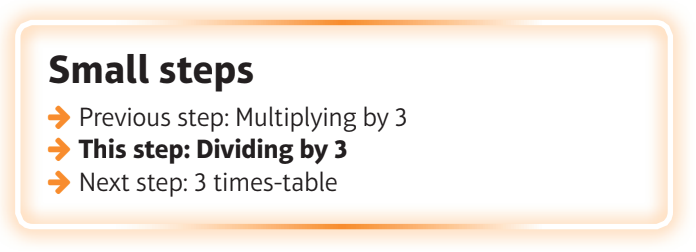 Small steps
Previous step: Multiplying by 3
This step: Dividing by 3
Next step: 3 times-table